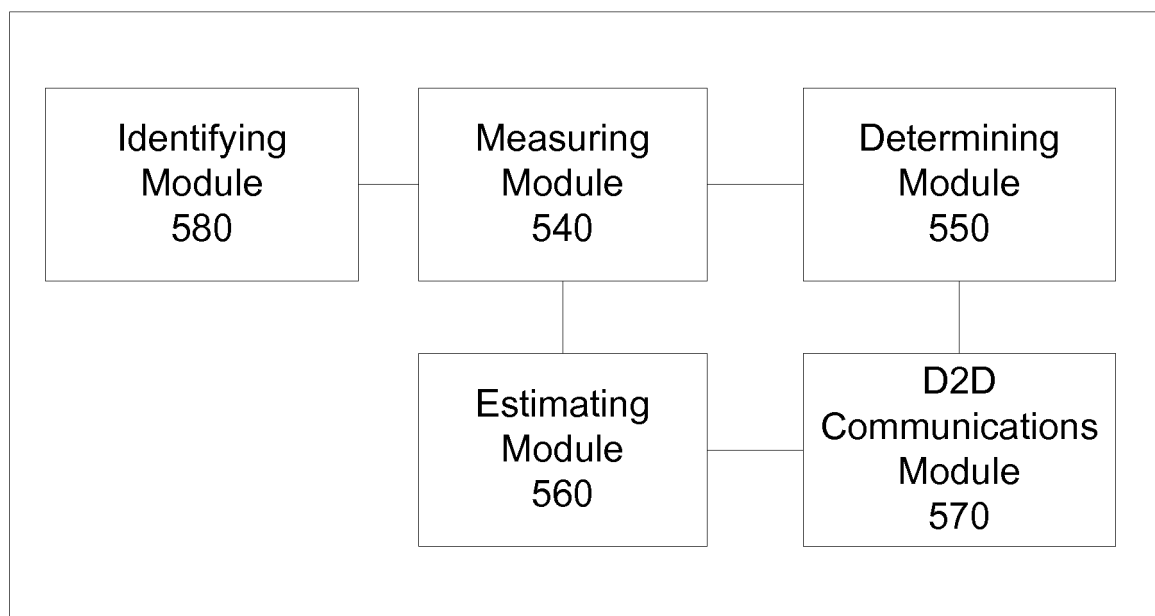 Identifying
Module
580
Measuring
Module
540
Determining
Module
550
Estimating
Module
560
D2D
Communications
Module
570